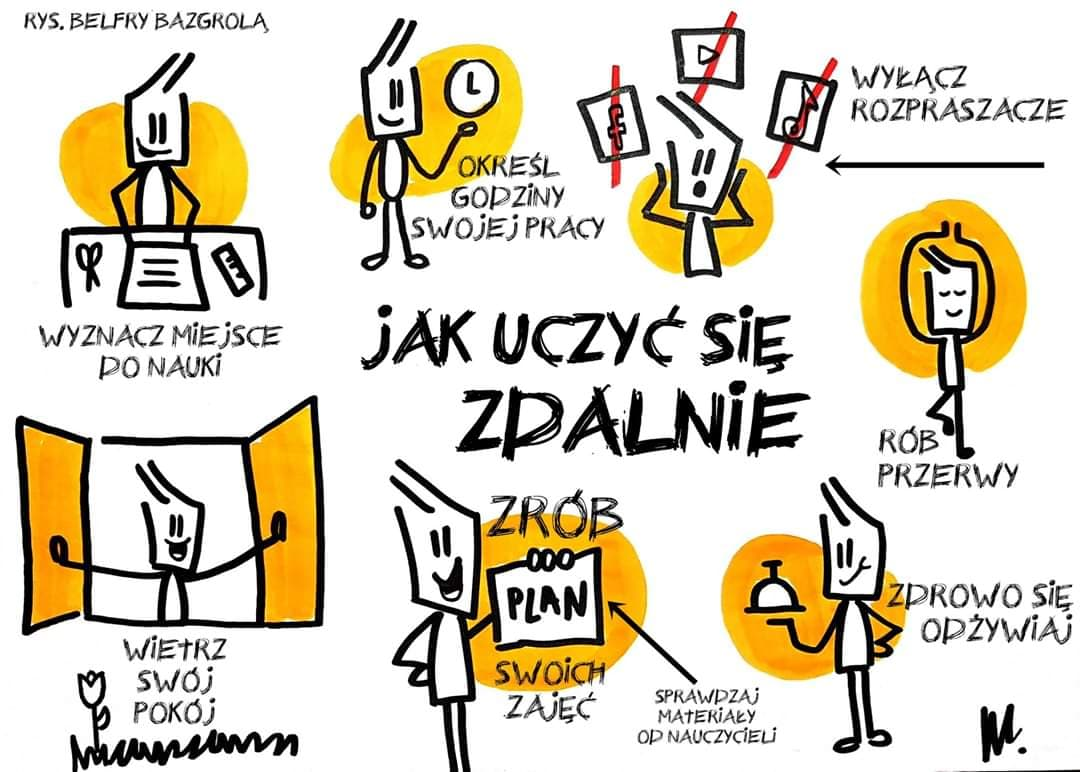 RYS. BELFRY BAZGROLĄ
WYŁĄCZ
ROZPRASZACZE
OKREŚL
GODZINY
SWOJEJ PRACY
WYZNACZ MIEJSCE
DO NAUKI
JAK UCZYĆ SIĘ
ZDALNIE
RÓB
PRZERWY
ZRÓB
PLAN
SWOICH
ZAJĘĆ
SPRAWDZAJ
MATERIAŁY
OD NAUCZYCIELI
ZDROWO SIĘ
ODŻYWIAJ
WIETRZ
SWÓJ
POKÓJ
M.